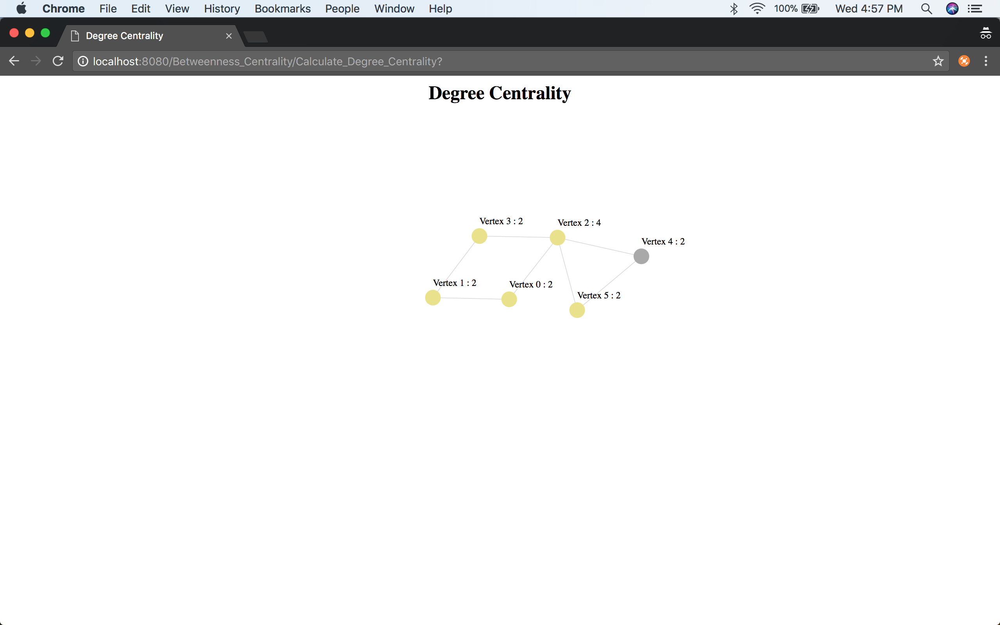 Chrome File Edit View History Bookmarks People Window Help 100% Wed 4:57 PM
Degree Centrality
localhost:8080/Betweenness_Centrality/Calculate_Degree_Centrality?
Degree Centrality
Vertex 3 : 2
Vertex 2 : 4
Vertex 4 : 2
Vertex 1 : 2
Vertex 0 : 2
Vertex 5 : 2